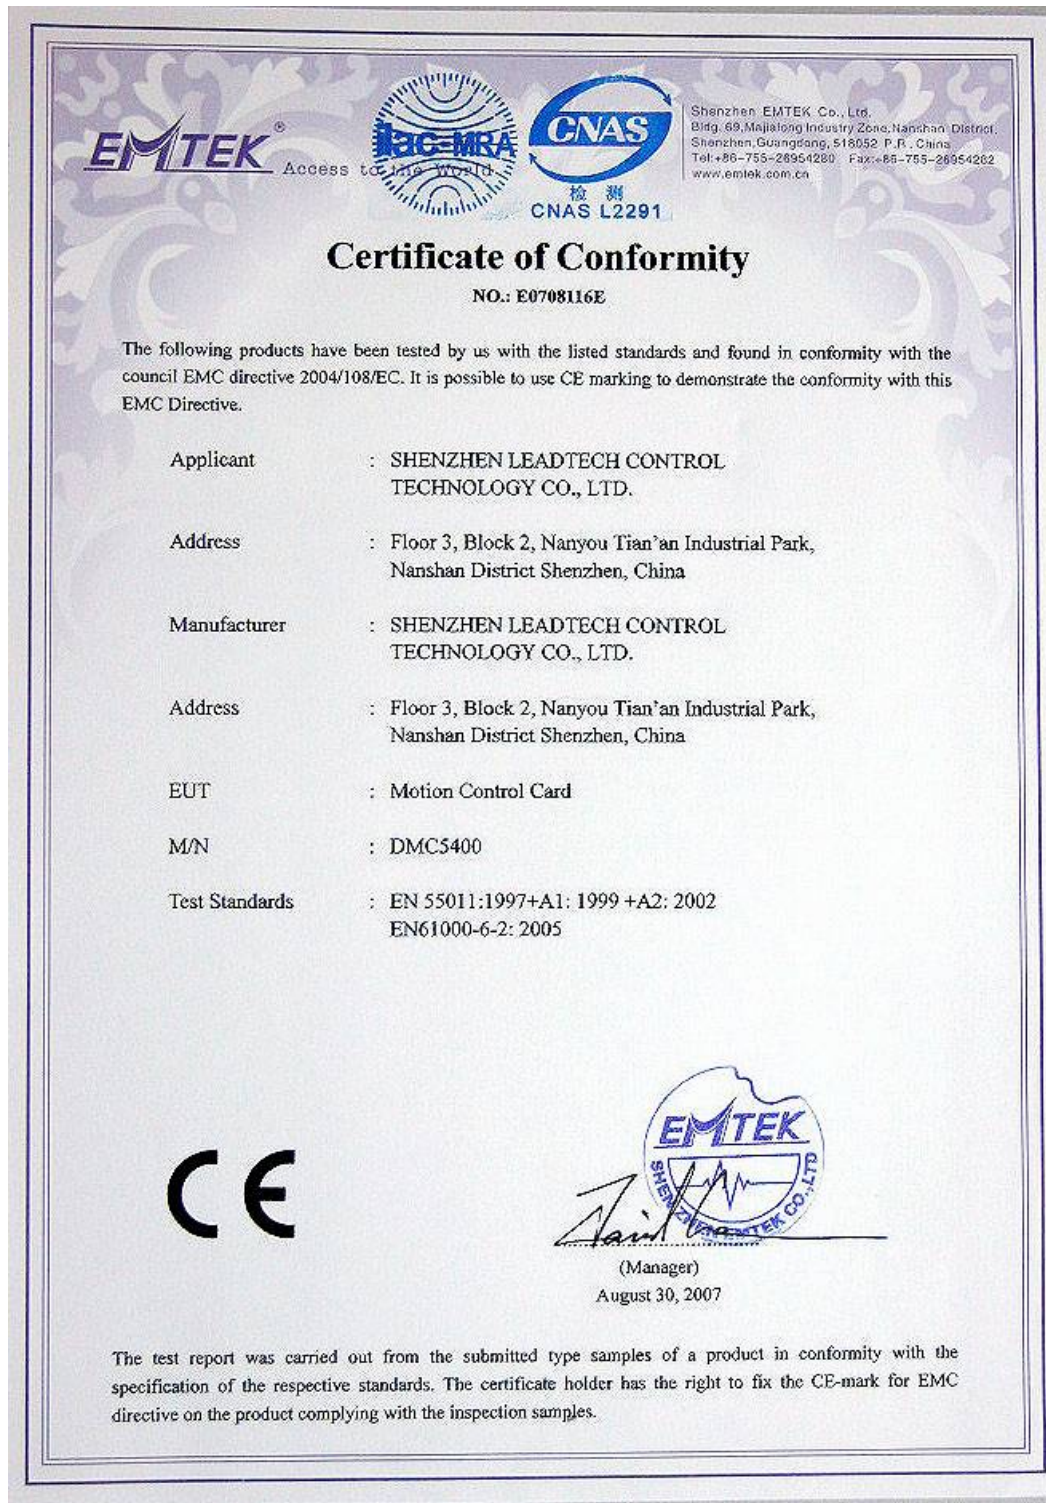 EMTEK®
Access to the World
ilac-MRA
CNAS
检 测
CNAS L2291
Shenzhen EMTEK Co., Ltd.
Bldg. 69, Majialong Industry Zone, Nanshan District,
Shenzhen, Guangdong, 518052 P.R. China
Tel:+86-755-26954280 Fax:+86-755-26954282
www.emtek.com.cn
Certificate of Conformity
NO.: E0708116E
The following products have been tested by us with the listed standards and found in conformity with the
council EMC directive 2004/108/EC. It is possible to use CE marking to demonstrate the conformity with this
EMC Directive.
Applicant : SHENZHEN LEADTECH CONTROL
TECHNOLOGY CO., LTD.
Address : Floor 3, Block 2, Nanyou Tian'an Industrial Park,
Nanshan District Shenzhen, China
Manufacturer : SHENZHEN LEADTECH CONTROL
TECHNOLOGY CO., LTD.
Address : Floor 3, Block 2, Nanyou Tian'an Industrial Park,
Nanshan District Shenzhen, China
EUT : Motion Control Card
M/N : DMC5400
Test Standards : EN 55011:1997+A1: 1999 +A2: 2002
EN61000-6-2: 2005
CE
EMTEK
SHENZHEN EMTEK CO.,LTD
(Manager)
August 30, 2007
The test report was carried out from the submitted type samples of a product in conformity with the
specification of the respective standards. The certificate holder has the right to fix the CE-mark for EMC
directive on the product complying with the inspection samples.